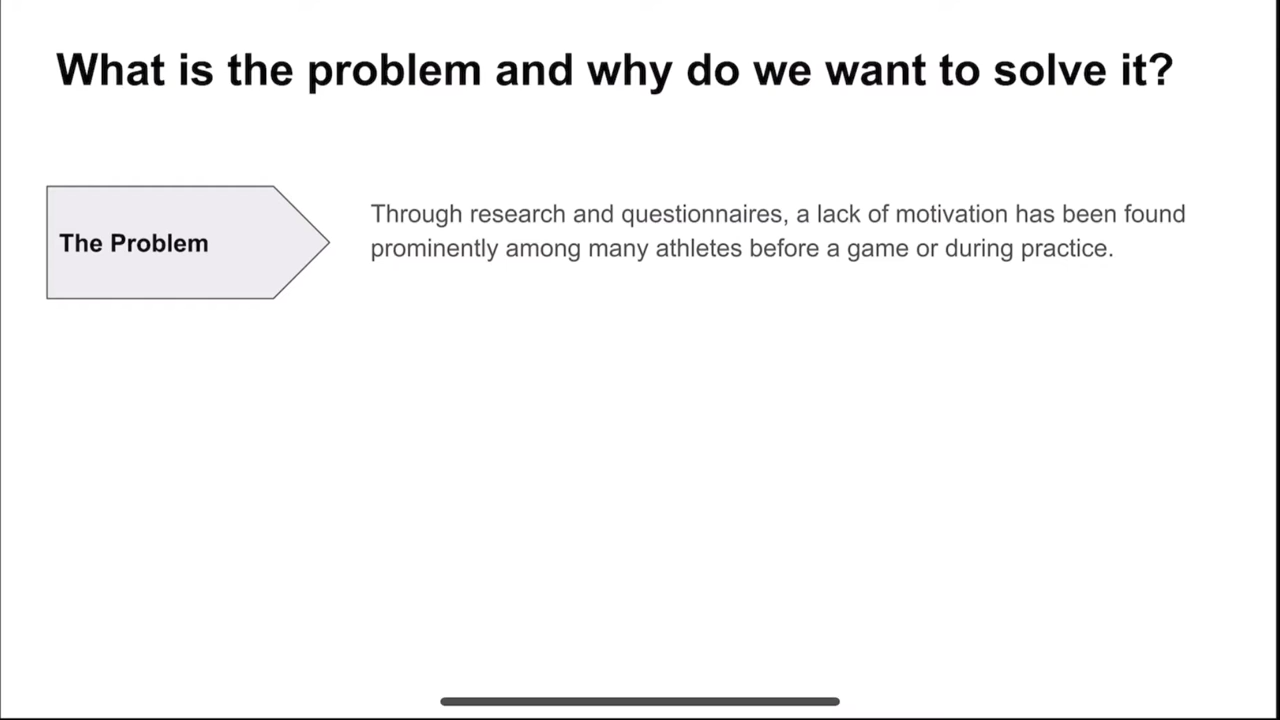 What is the problem and why do we want to solve it?
The Problem
Through research and questionnaires, a lack of motivation has been found
prominently among many athletes before a game or during practice.